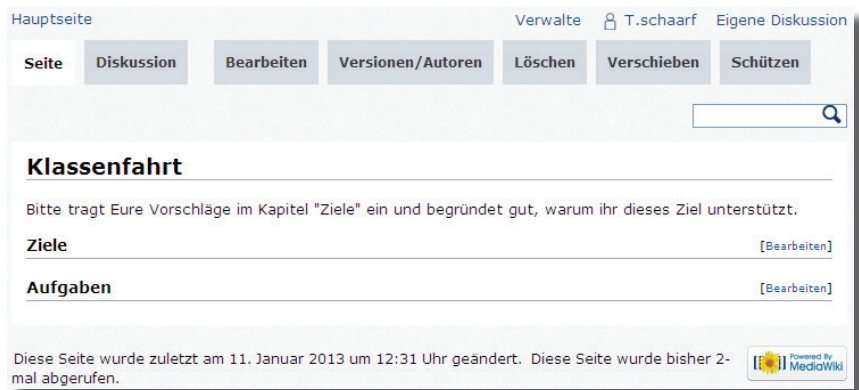 Hauptseite Verwalte T.schaarf Eigene Diskussion
Seite Diskussion Bearbeiten Versionen/Autoren Löschen Verschieben Schützen
Klassenfahrt
Bitte tragt Eure Vorschläge im Kapitel "Ziele" ein und begründet gut, warum ihr dieses Ziel unterstützt.
Ziele [Bearbeiten]
Aufgaben [Bearbeiten]
Diese Seite wurde zuletzt am 11. Januar 2013 um 12:31 Uhr geändert. Diese Seite wurde bisher 2-
mal abgerufen.
Powered By
MediaWiki